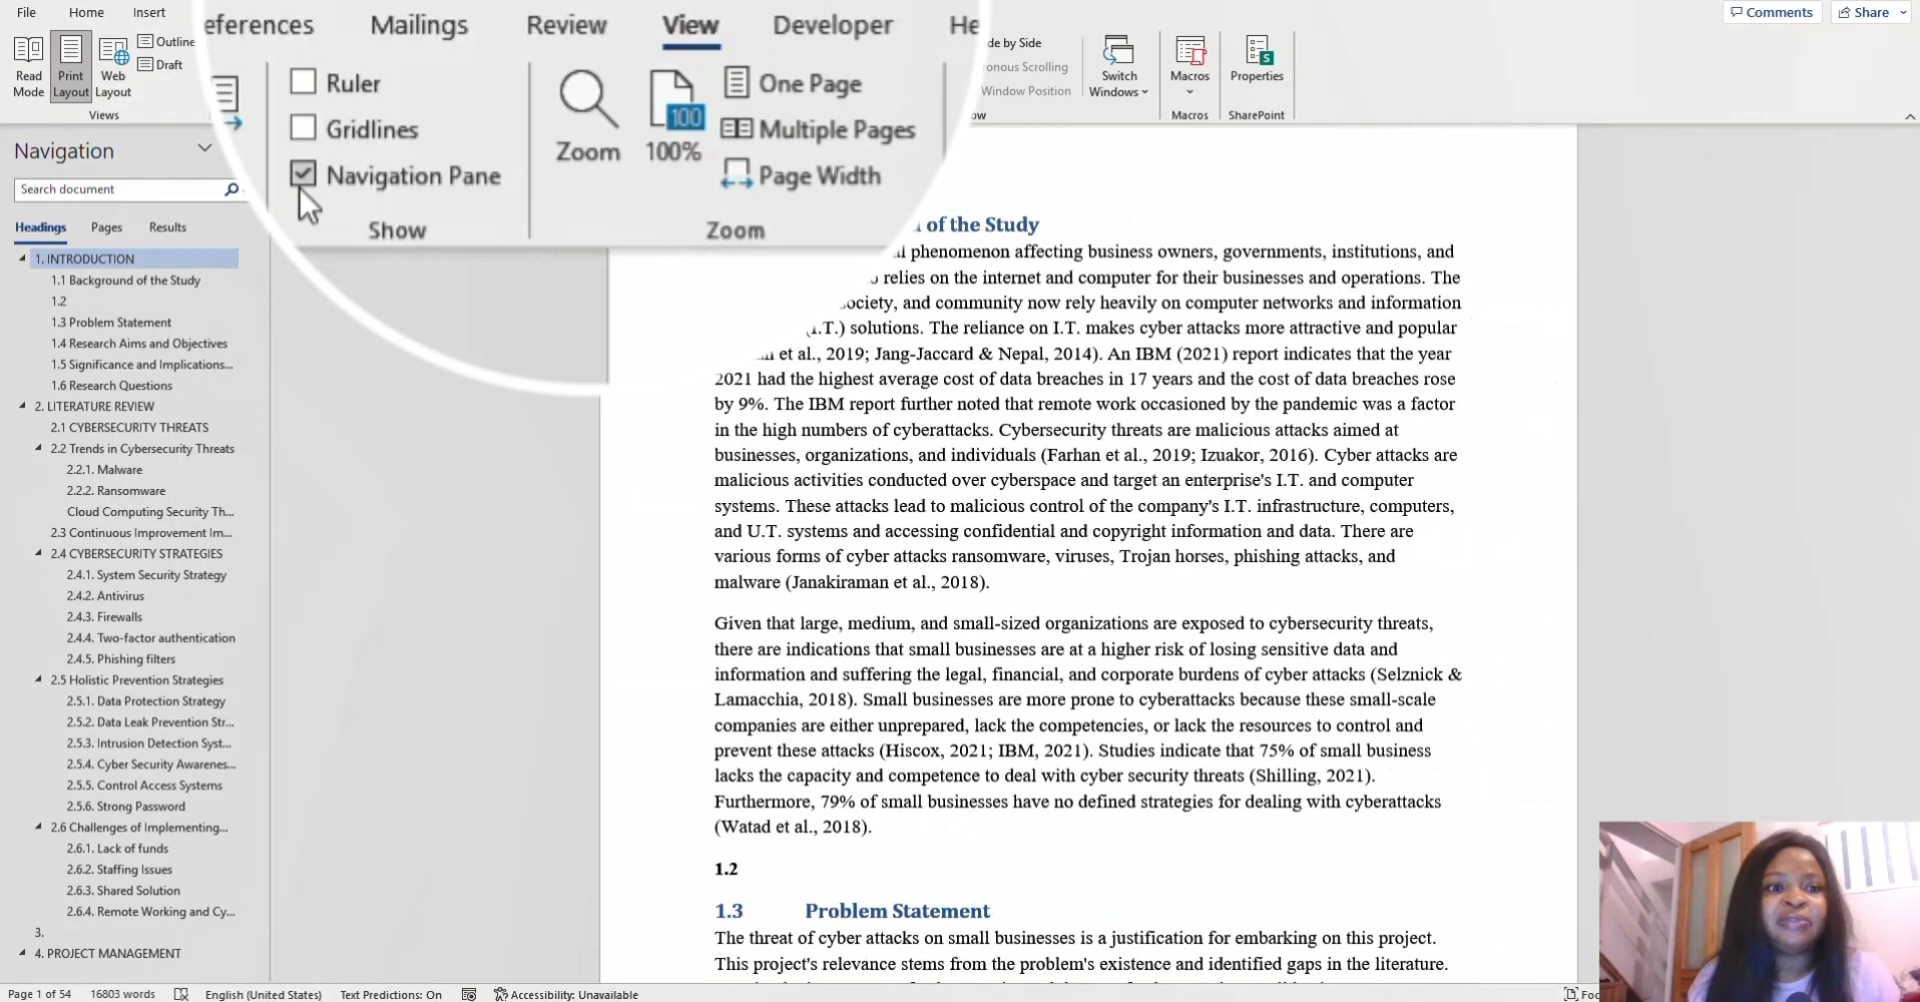 File Home Insert
eferences Mailings Review View Developer He
Comments Share
Read Mode
Print Layout
Web Layout
Outline
Draft
Views
Ruler
Gridlines
Navigation Pane
Show
Zoom
100
100%
One Page
Multiple Pages
Page Width
Zoom
de by Side
onous Scrolling
Window Position
ow
Switch Windows
Macros
Macros
Properties
SharePoint
Navigation
Search document
Headings Pages Results
1. INTRODUCTION
1.1 Background of the Study
1.2
1.3 Problem Statement
1.4 Research Aims and Objectives
1.5 Significance and Implications...
1.6 Research Questions
2. LITERATURE REVIEW
2.1 CYBERSECURITY THREATS
2.2 Trends in Cybersecurity Threats
2.2.1. Malware
2.2.2. Ransomware
Cloud Computing Security Th...
2.3 Continuous Improvement Im...
2.4 CYBERSECURITY STRATEGIES
2.4.1. System Security Strategy
2.4.2. Antivirus
2.4.3. Firewalls
2.4.4. Two-factor authentication
2.4.5. Phishing filters
2.5 Holistic Prevention Strategies
2.5.1. Data Protection Strategy
2.5.2. Data Leak Prevention Str...
2.5.3. Intrusion Detection Syst...
2.5.4. Cyber Security Awarenes...
2.5.5. Control Access Systems
2.5.6. Strong Password
2.6 Challenges of Implementing...
2.6.1. Lack of funds
2.6.2. Staffing Issues
2.6.3. Shared Solution
2.6.4. Remote Working and Cy...
3.
4. PROJECT MANAGEMENT
of the Study
phenomenon affecting business owners, governments, institutions, and
relies on the internet and computer for their businesses and operations. The
ociety, and community now rely heavily on computer networks and information
(I.T.) solutions. The reliance on I.T. makes cyber attacks more attractive and popular
et al., 2019; Jang-Jaccard & Nepal, 2014). An IBM (2021) report indicates that the year
2021 had the highest average cost of data breaches in 17 years and the cost of data breaches rose
by 9%. The IBM report further noted that remote work occasioned by the pandemic was a factor
in the high numbers of cyberattacks. Cybersecurity threats are malicious attacks aimed at
businesses, organizations, and individuals (Farhan et al., 2019; Izuakor, 2016). Cyber attacks are
malicious activities conducted over cyberspace and target an enterprise's I.T. and computer
systems. These attacks lead to malicious control of the company's I.T. infrastructure, computers,
and U.T. systems and accessing confidential and copyright information and data. There are
various forms of cyber attacks ransomware, viruses, Trojan horses, phishing attacks, and
malware (Janakiraman et al., 2018).
Given that large, medium, and small-sized organizations are exposed to cybersecurity threats,
there are indications that small businesses are at a higher risk of losing sensitive data and
information and suffering the legal, financial, and corporate burdens of cyber attacks (Selznick &
Lamacchia, 2018). Small businesses are more prone to cyberattacks because these small-scale
companies are either unprepared, lack the competencies, or lack the resources to control and
prevent these attacks (Hiscox, 2021; IBM, 2021). Studies indicate that 75% of small business
lacks the capacity and competence to deal with cyber security threats (Shilling, 2021).
Furthermore, 79% of small businesses have no defined strategies for dealing with cyberattacks
(Watad et al., 2018).
1.2
1.3 Problem Statement
The threat of cyber attacks on small businesses is a justification for embarking on this project.
This project's relevance stems from the problem's existence and identified gaps in the literature.
Page 1 of 54 16803 words English (United States) Text Predictions: On Accessibility: Unavailable Foc